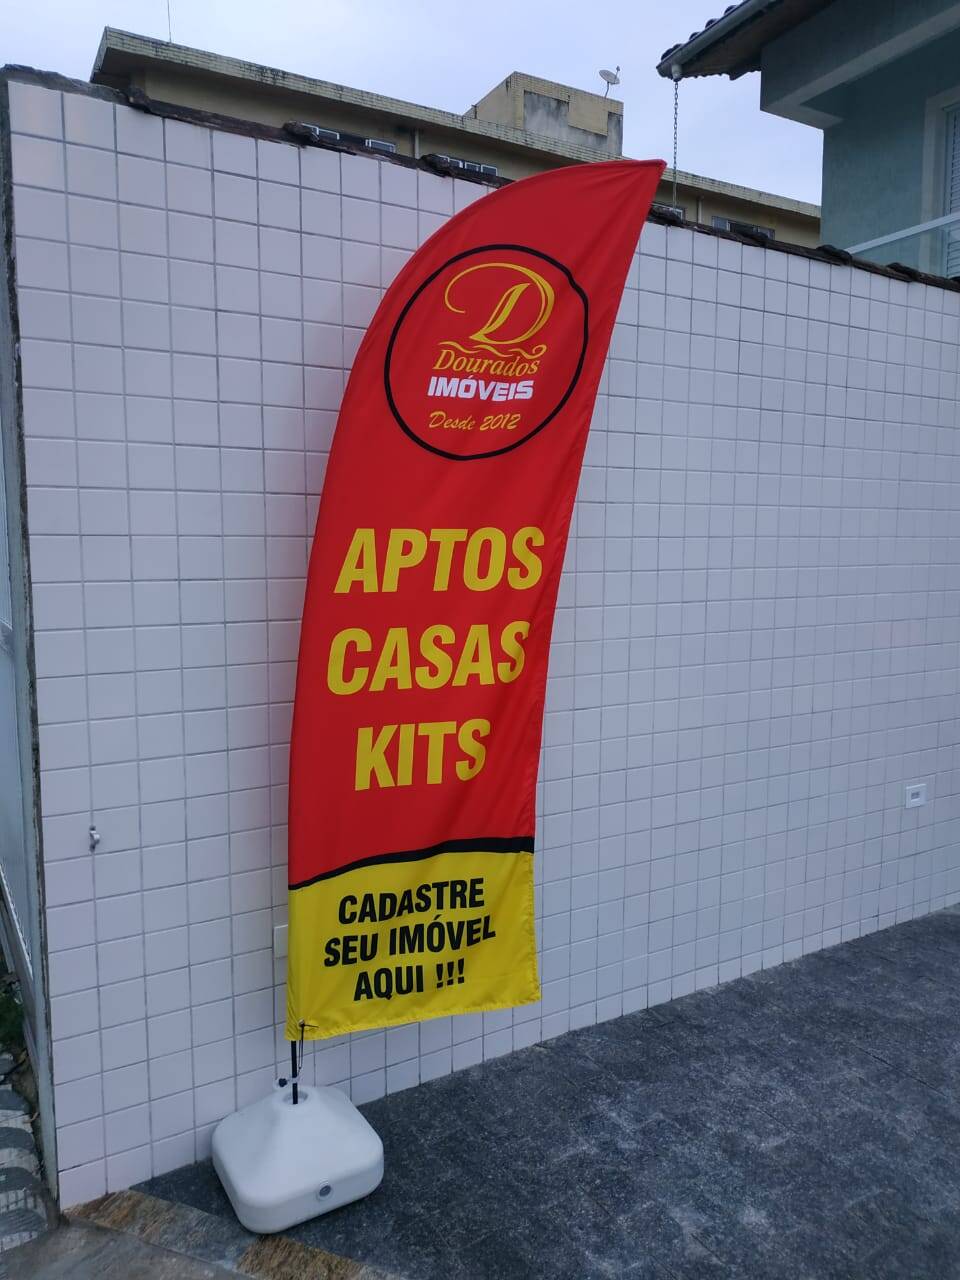 D
Dourados
IMÓVEIS
Desde 2012
APTOS
CASAS
KITS
CADASTRE
SEU IMÓVEL
AQUI !!!